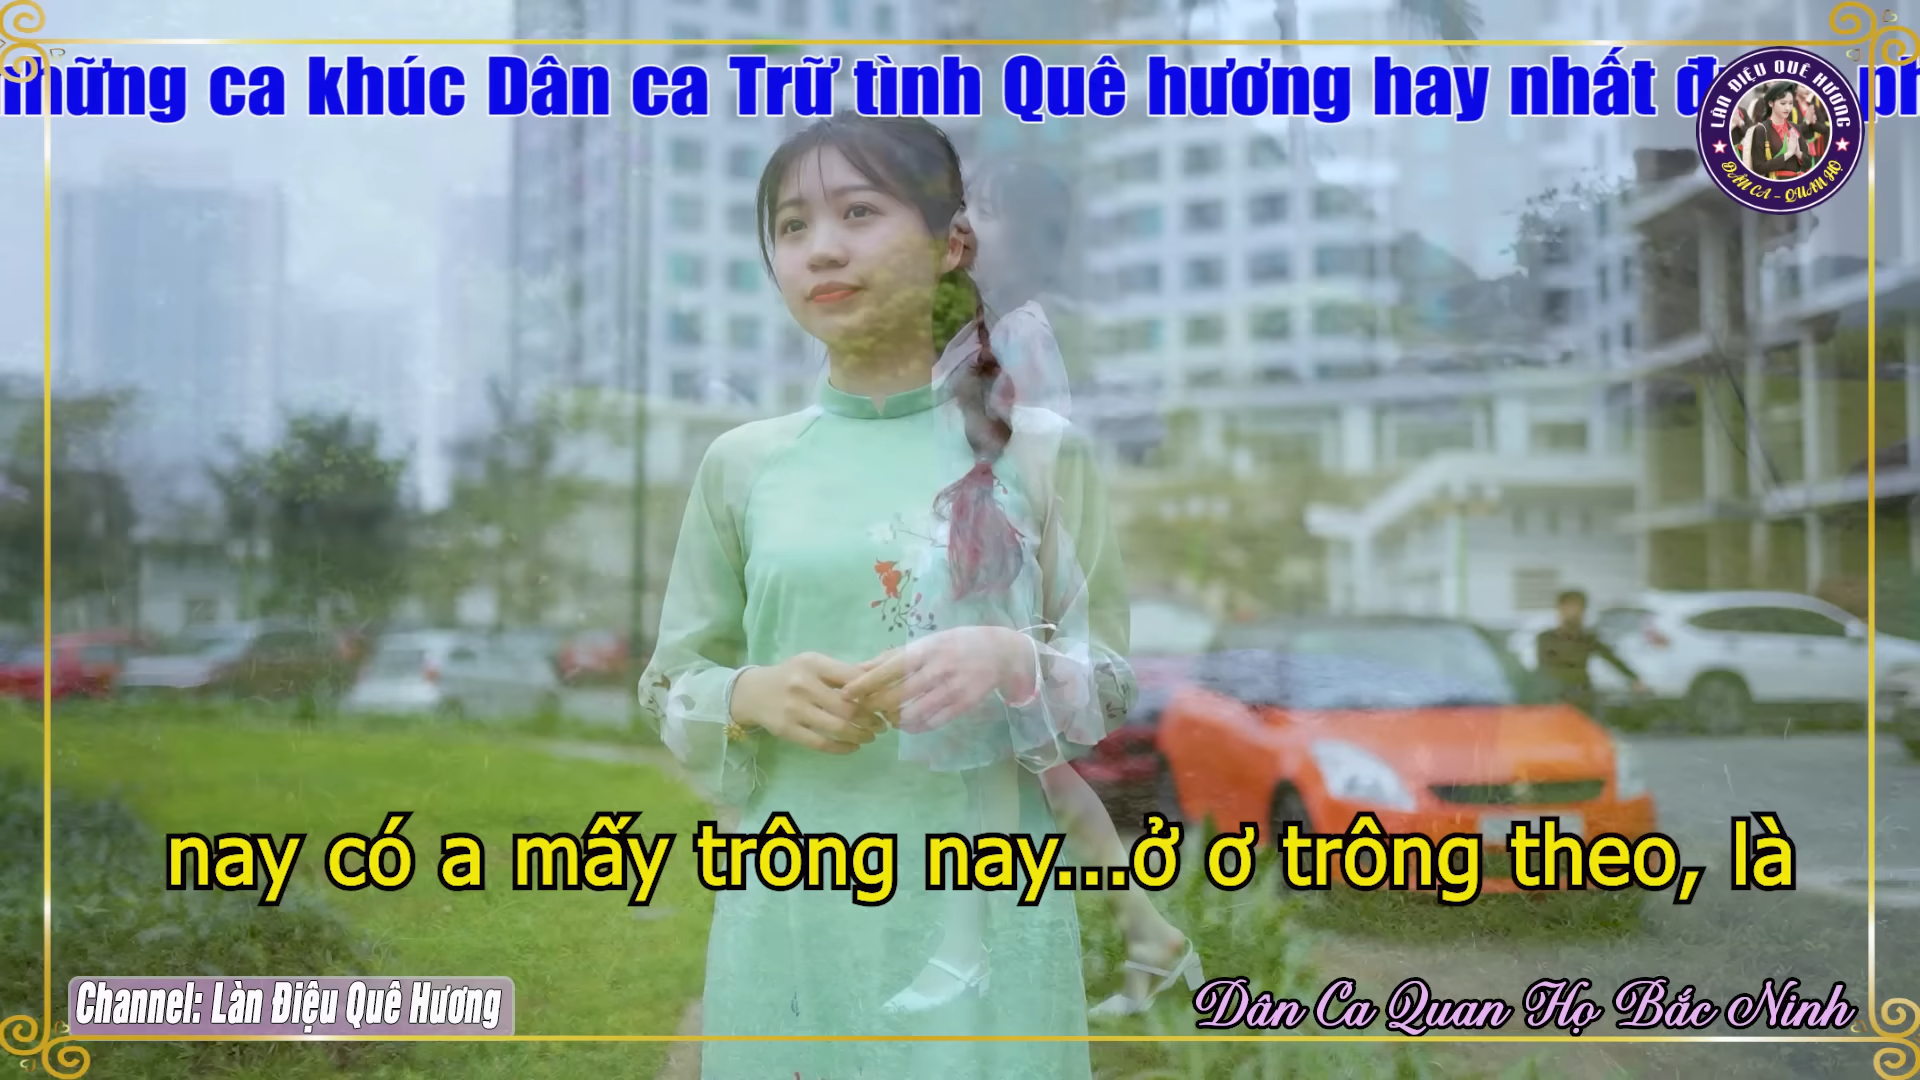 những ca khúc Dân ca Trữ tình Quê hương hay nhất
LÀN ĐIỆU QUÊ HƯƠNG
DÂN CA - QUAN HỌ
nay có a mấy trông nay...ở ơ trông theo, là
Channel: Làn Điệu Quê Hương
Dân Ca Quan Họ Bắc Ninh